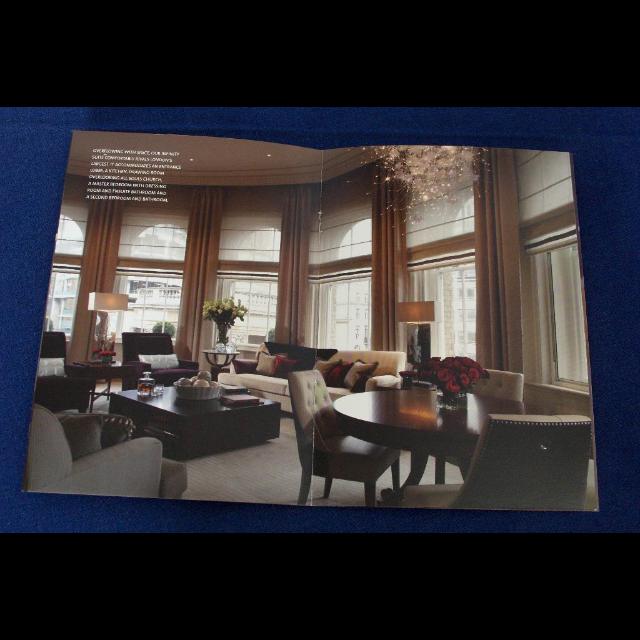 OVERFLOWING WITH SPACE, OUR INFINITY
SUITE COMFORTABLY RIVALS LONDON'S
LARGEST. IT ACCOMMODATES AN ENTRANCE
LOBBY, A KITCHEN, DRAWING ROOM
OVERLOOKING ALL SOULS CHURCH,
A MASTER BEDROOM WITH DRESSING
ROOM AND PRIVATE BATHROOM AND
A SECOND BEDROOM AND BATHROOM.